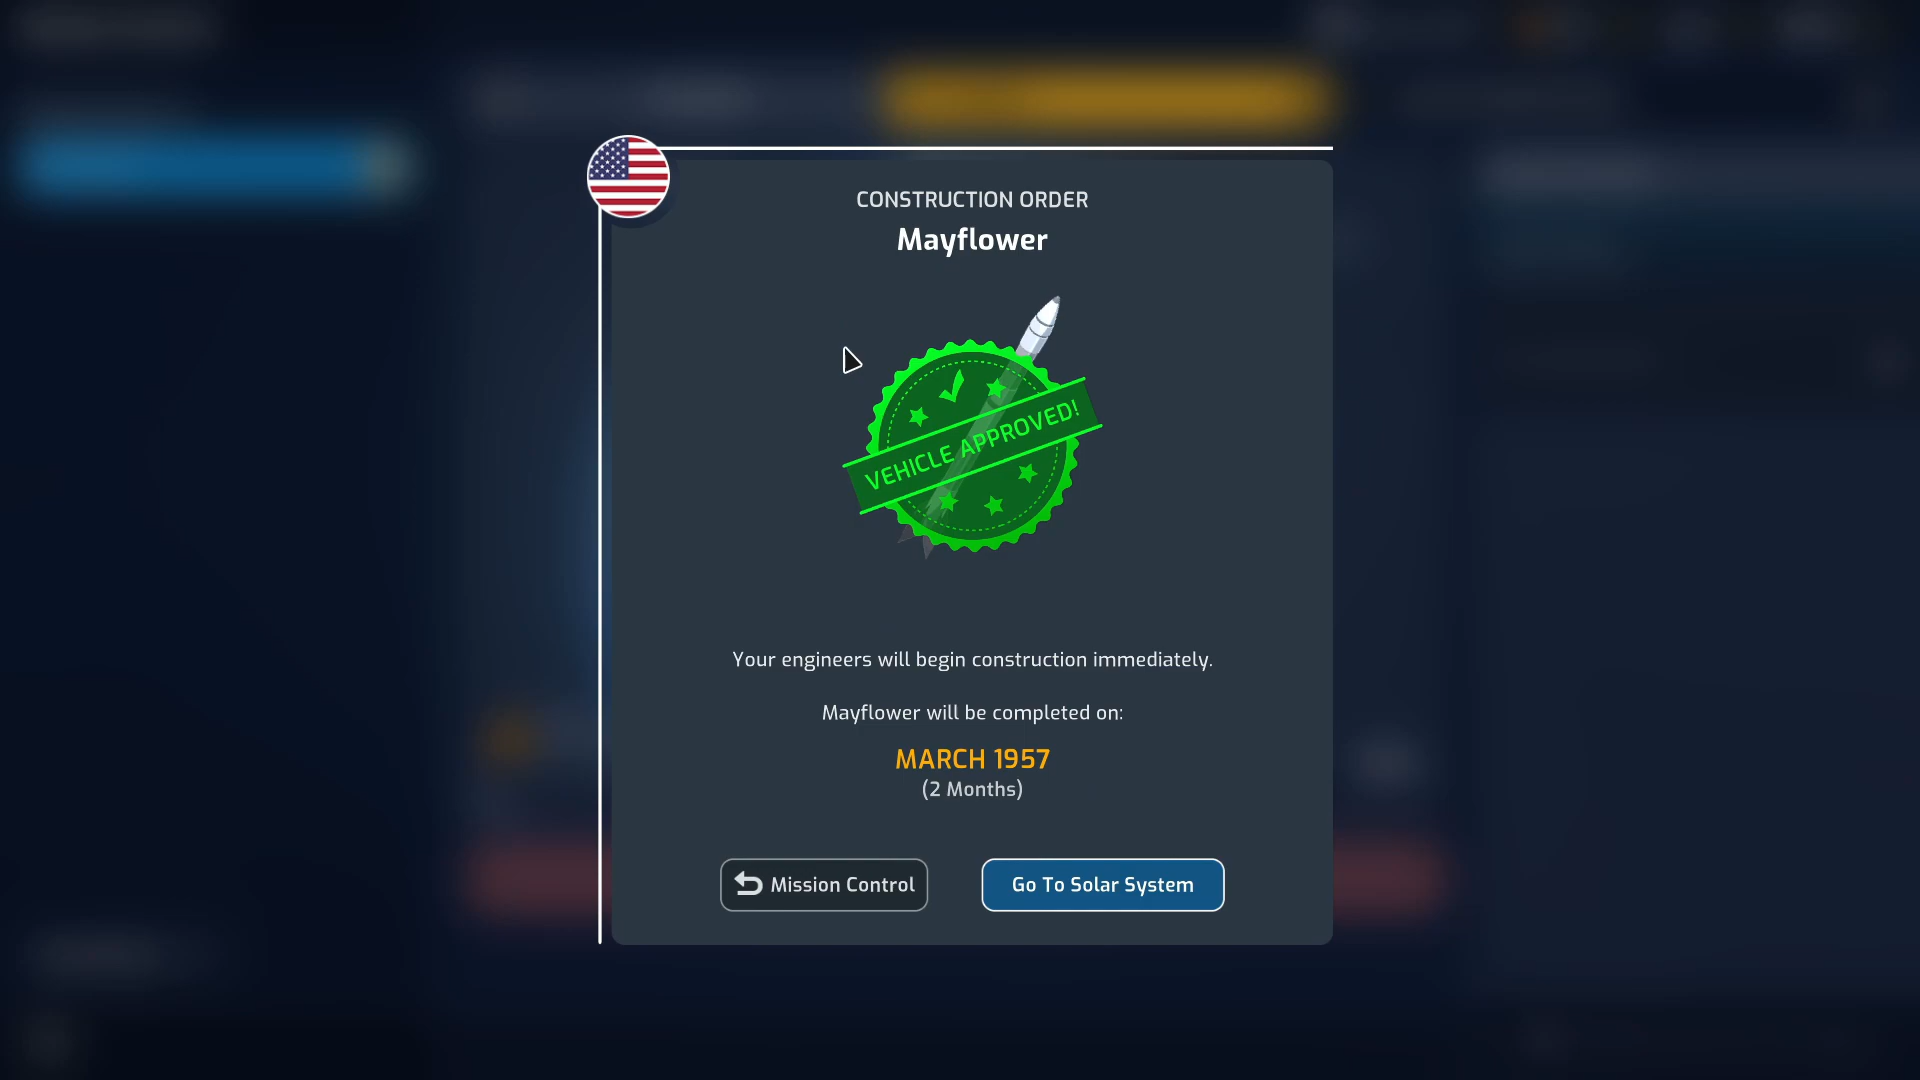 CONSTRUCTION ORDER
Mayflower
VEHICLE APPROVED!
Your engineers will begin construction immediately.
Mayflower will be completed on:
MARCH 1957
(2 Months)
Mission Control
Go To Solar System